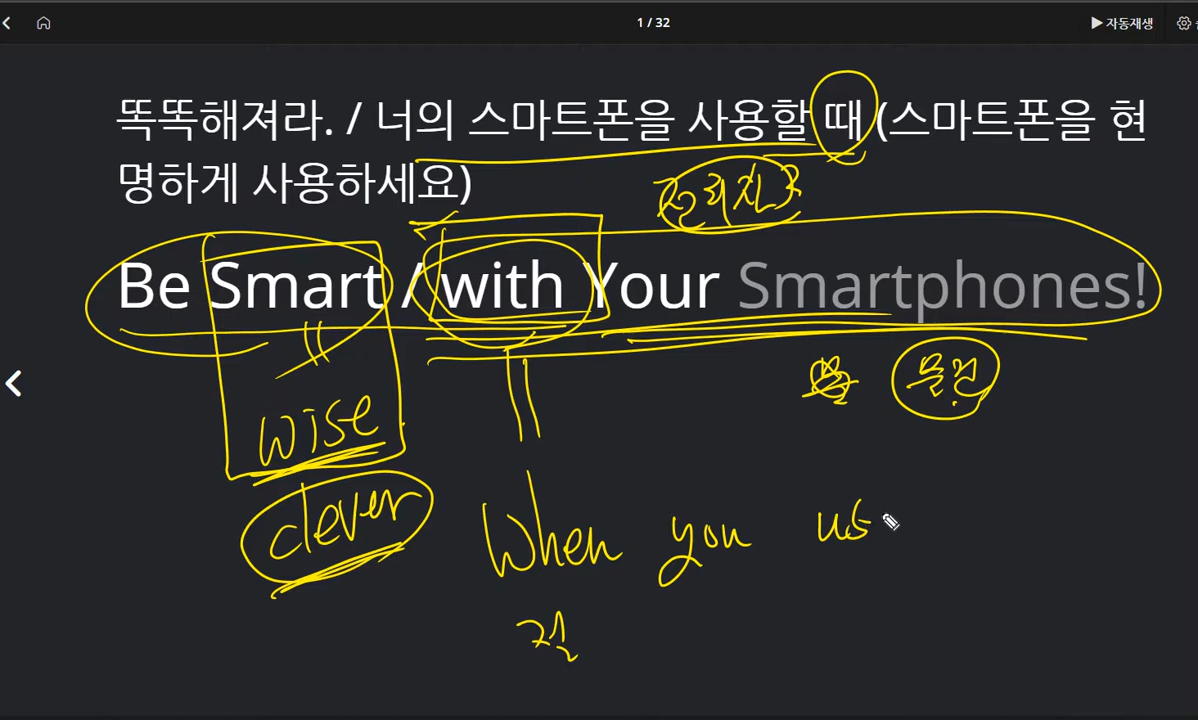 1 / 32
▶ 자동재생
똑똑해져라. / 너의 스마트폰을 사용할 때 (스마트폰을 현
명하게 사용하세요)
전치사구
Be Smart / with Your Smartphones!
물건
wise
clever
When you us
절